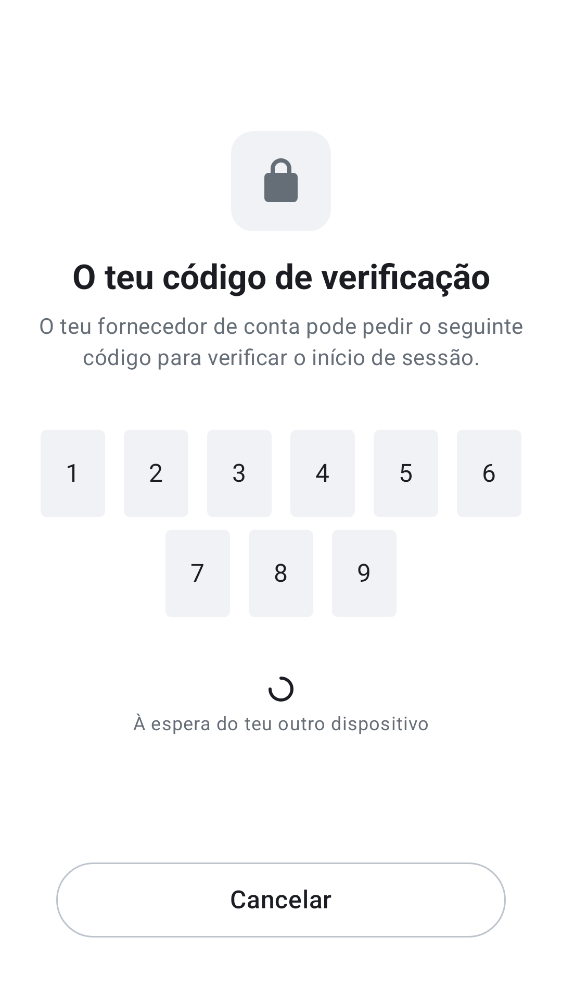 O teu código de verificação
O teu fornecedor de conta pode pedir o seguinte
código para verificar o início de sessão.
1 2 3 4 5 6
7 8 9
À espera do teu outro dispositivo
Cancelar